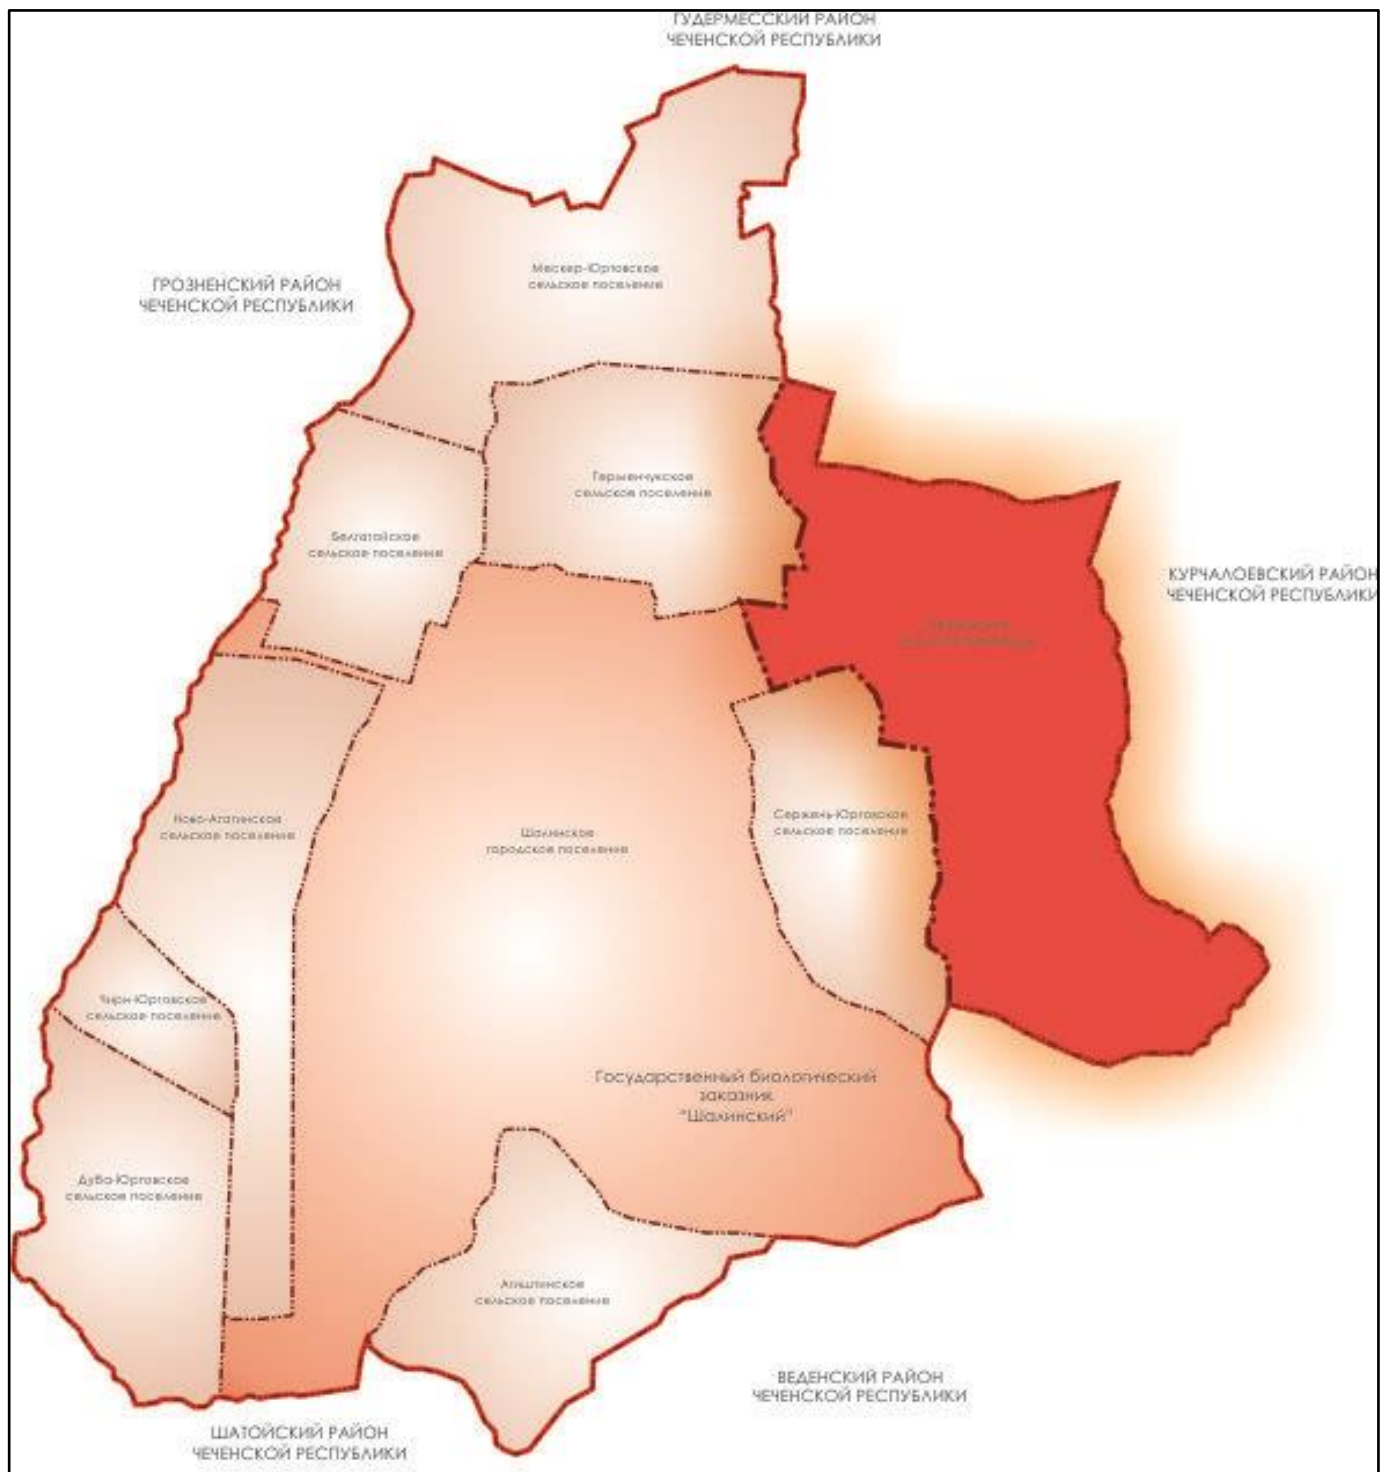 ГУДЕРМЕССКИЙ РАЙОН
ЧЕЧЕНСКОЙ РЕСПУБЛИКИ
ГРОЗНЕНСКИЙ РАЙОН
ЧЕЧЕНСКОЙ РЕСПУБЛИКИ
Мескер-Юртовское
сельское поселение
Герменчукское
сельское поселение
Белгатойское
сельское поселение
КУРЧАЛОЕВСКИЙ РАЙОН
ЧЕЧЕНСКОЙ РЕСПУБЛИКИ
Ново-Атагинское
сельское поселение
Шалинское
городское поселение
Сержень-Юртовское
сельское поселение
Чири-Юртовское
сельское поселение
Государственный биологический
заказник
"Шалинский"
Дуба-Юртовское
сельское поселение
Агиштинское
сельское поселение
ВЕДЕНСКИЙ РАЙОН
ЧЕЧЕНСКОЙ РЕСПУБЛИКИ
ШАТОЙСКИЙ РАЙОН
ЧЕЧЕНСКОЙ РЕСПУБЛИКИ